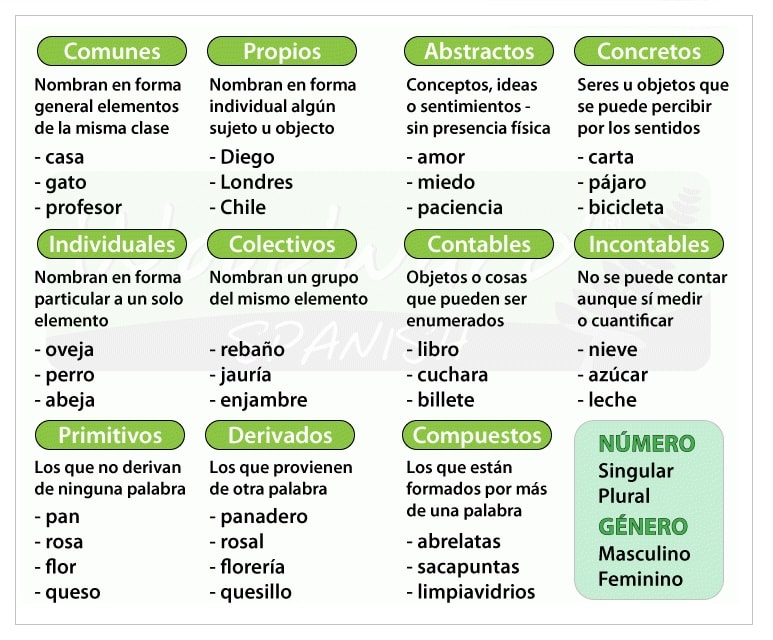 Comunes
Nombran en forma
general elementos
de la misma clase
- casa
- gato
- profesor
Propios
Nombran en forma
individual algún
sujeto u objecto
- Diego
- Londres
- Chile
Abstractos
Conceptos, ideas
o sentimientos -
sin presencia física
- amor
- miedo
- paciencia
Concretos
Seres u objetos que
se puede percibir
por los sentidos
- carta
- pájaro
- bicicleta
Individuales
Nombran en forma
particular a un solo
elemento
- oveja
- perro
- abeja
Colectivos
Nombran un grupo
del mismo elemento
- rebaño
- jauría
- enjambre
Contables
Objetos o cosas
que pueden ser
enumerados
- libro
- cuchara
- billete
Incontables
No se puede contar
aunque sí medir
o cuantificar
- nieve
- azúcar
- leche
Primitivos
Los que no derivan
de ninguna palabra
- pan
- rosa
- flor
- queso
Derivados
Los que provienen
de otra palabra
- panadero
- rosal
- florería
- quesillo
Compuestos
Los que están
formados por más
de una palabra
- abrelatas
- sacapuntas
- limpiavidrios
NÚMERO
Singular
Plural
GÉNERO
Masculino
Feminino
SPANISH